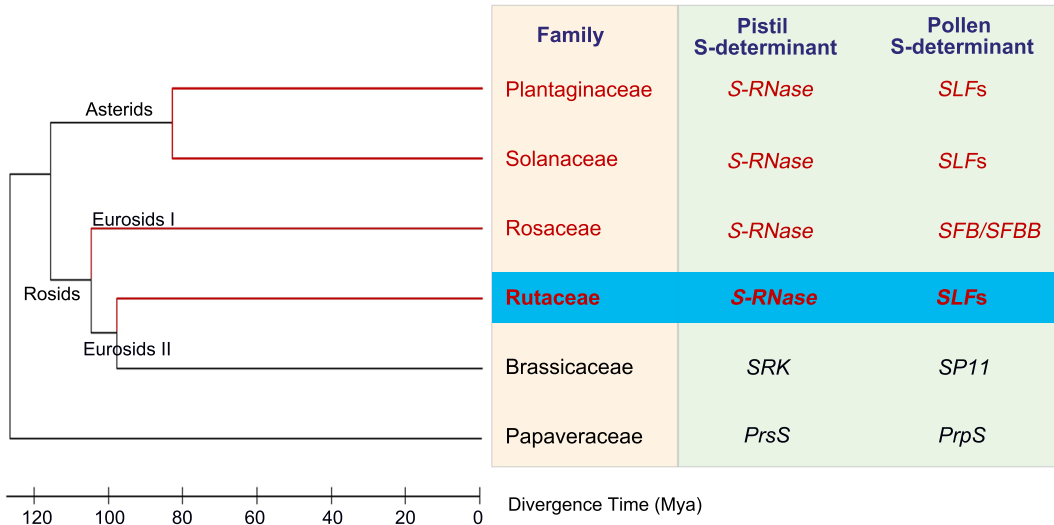 Family
Pistil
S-determinant
Pollen
S-determinant
Asterids
Plantaginaceae S-RNase SLFs
Solanaceae S-RNase SLFs
Eurosids I
Rosaceae S-RNase SFB/SFBB
Rosids
Rutaceae S-RNase SLFs
Eurosids II
Brassicaceae SRK SP11
Papaveraceae PrsS PrpS
120 100 80 60 40 20 0 Divergence Time (Mya)